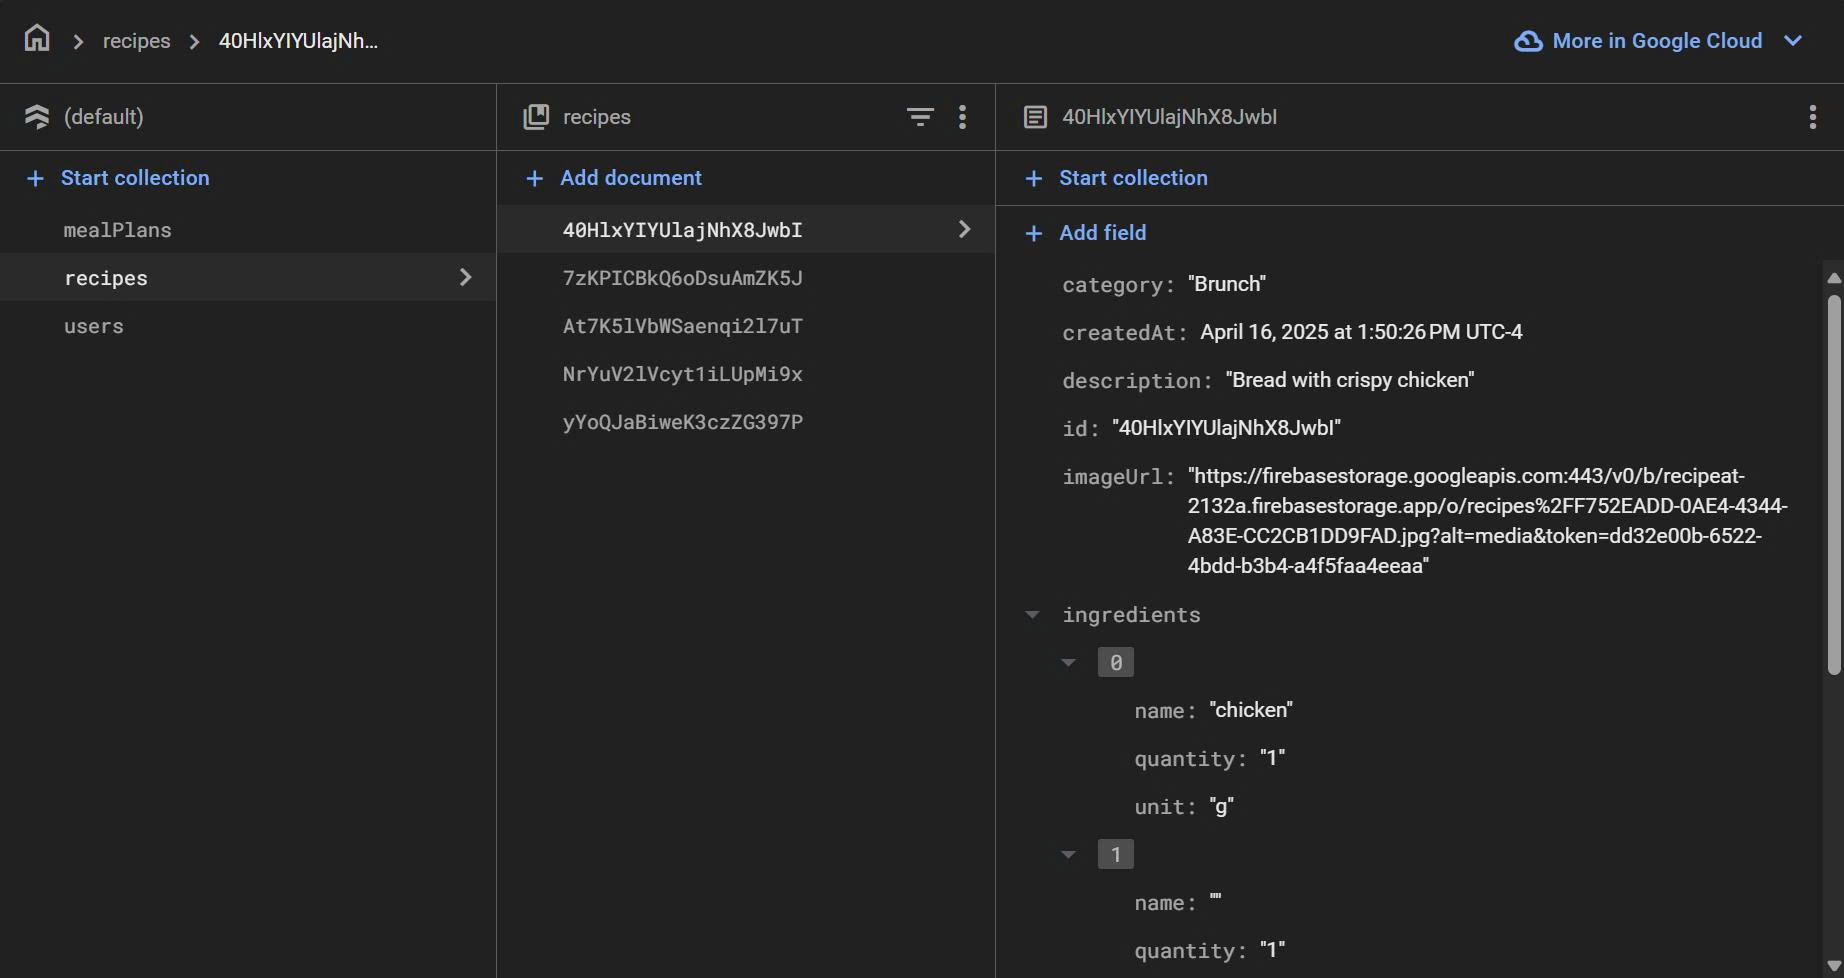 recipes
40HlxYIYUlajNh...
More in Google Cloud
(default)
Start collection
mealPlans
recipes
users
recipes
Add document
40HlxYIYUlajNhX8JwbI
7zKPICBkQ6oDsuAmZK5J
At7K5lVbWSaenqi2l7uT
NrYuV2lVcyt1iLUpMi9x
yYoQJaBiweK3czZG397P
40HlxYIYUlajNhX8JwbI
Start collection
Add field
category: "Brunch"
createdAt: April 16, 2025 at 1:50:26 PM UTC-4
description: "Bread with crispy chicken"
id: "40HlxYIYUlajNhX8JwbI"
imageUrl: "https://firebasestorage.googleapis.com:443/v0/b/recipeat-
2132a.firebasestorage.app/o/recipes%2FF752EADD-0AE4-4344-
A83E-CC2CB1DD9FAD.jpg?alt=media&token=dd32e00b-6522-
4bdd-b3b4-a4f5faa4eeaa"
ingredients
0
name: "chicken"
quantity: "1"
unit: "g"
1
name: ""
quantity: "1"